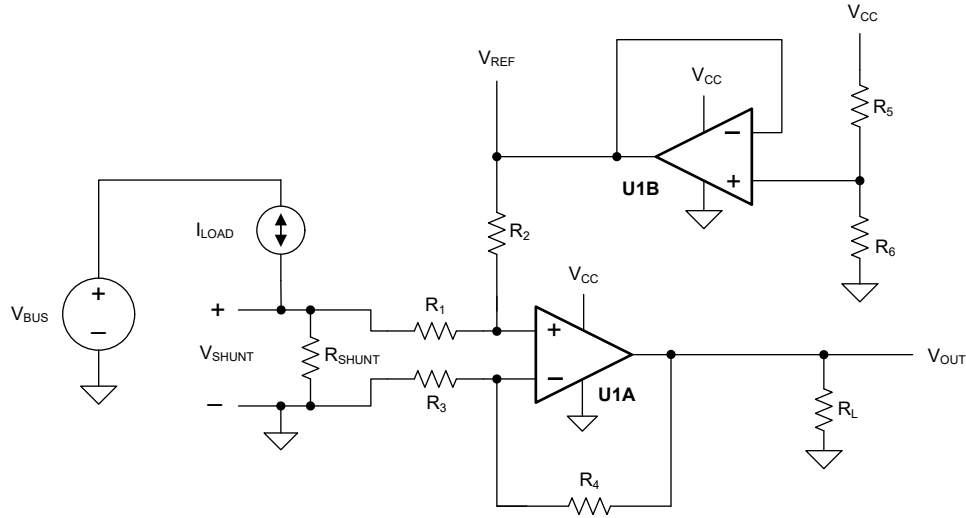 V_CC
V_REF
V_CC
R_5
−
+
U1B
R_6
R_2
I_LOAD
V_BUS
+
−
V_CC
+
V_SHUNT
−
R_SHUNT
R_1
R_3
+
−
U1A
V_OUT
R_L
R_4